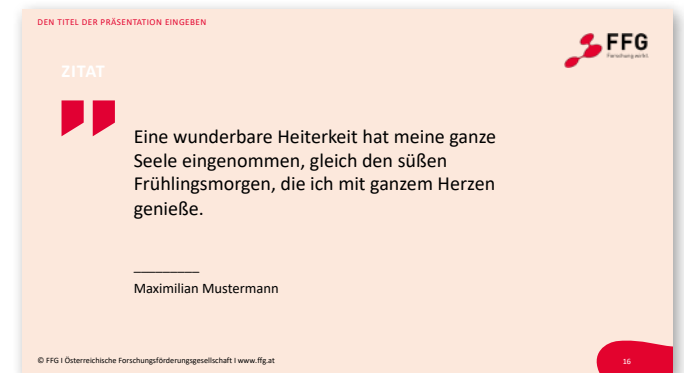 DEN TITEL DER PRÄSENTATION EINGEBEN
FFG
Forschung wirkt.
ZITAT
Eine wunderbare Heiterkeit hat meine ganze
Seele eingenommen, gleich den süßen
Frühlingsmorgen, die ich mit ganzem Herzen
genieße.
__________
Maximilian Mustermann
© FFG I Österreichische Forschungsförderungsgesellschaft I www.ffg.at
16